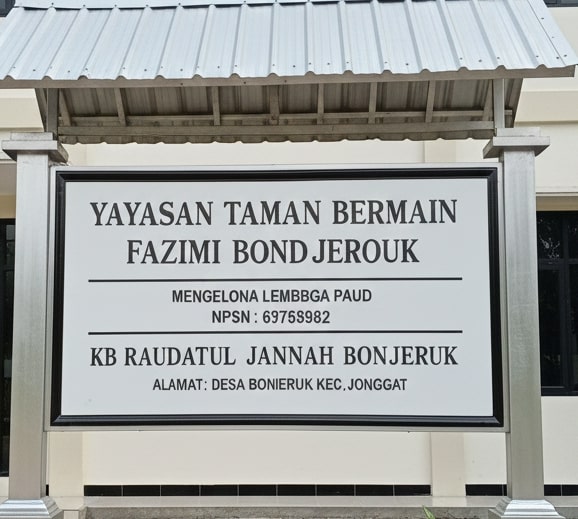 YAYASAN TAMAN BERMAIN
FAZIMI BONDJEROUK
MENGELONA LEMBBGA PAUD
NPSN : 69758982
KB RAUDATUL JANNAH BONJERUK
ALAMAT: DESA BONIERUK KEC. JONGGAT